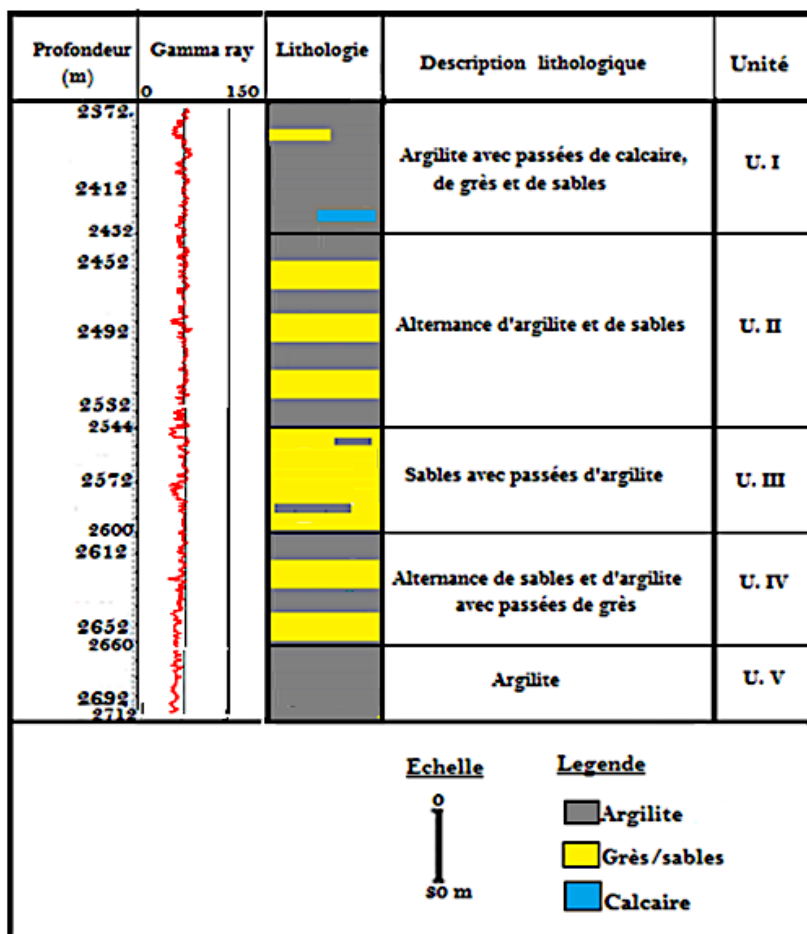 Profondeur (m)
Gamma ray
Lithologie
Description lithologique
Unité
0 150
2372
2412
2432
2452
2492
2532
2544
2572
2600
2612
2652
2660
2692
2712
Argilite avec passées de calcaire,
de grès et de sables
U. I
Alternance d'argilite et de sables
U. II
Sables avec passées d'argilite
U. III
Alternance de sables et d'argilite
avec passées de grès
U. IV
Argilite
U. V
Echelle
0
50 m
Legende
Argilite
Grès/sables
Calcaire